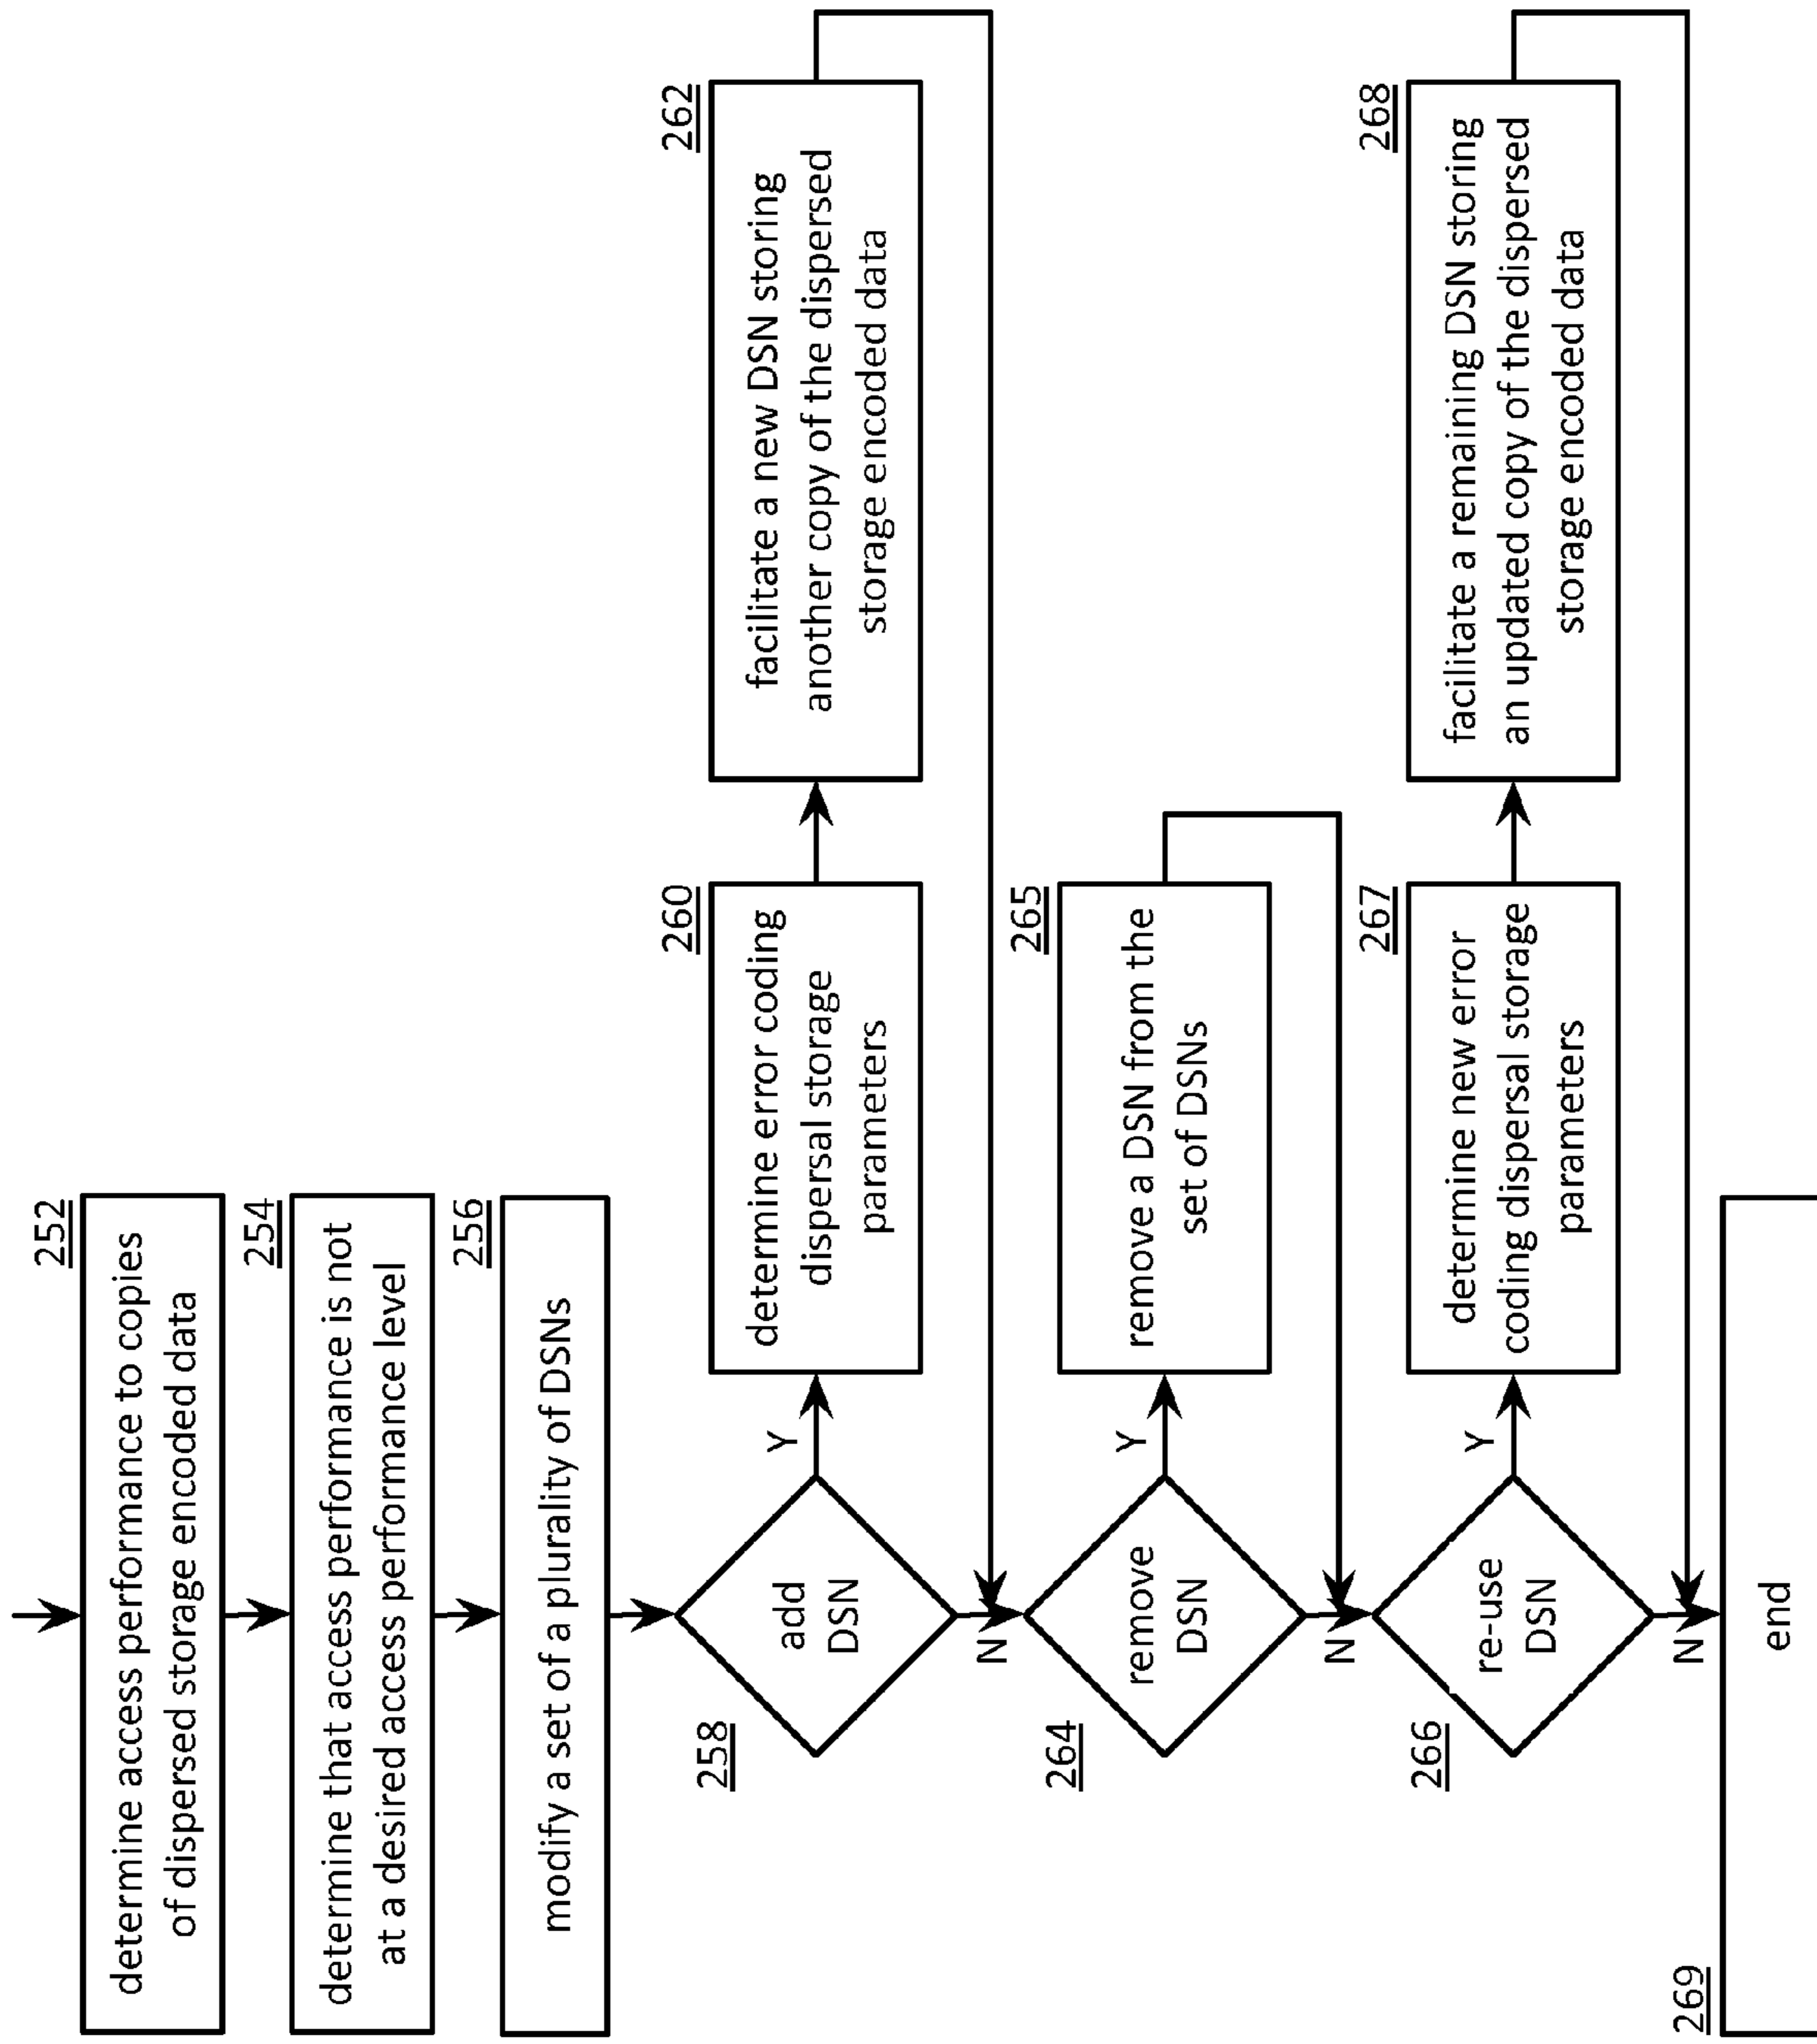 252
determine access performance to copies
of dispersed storage encoded data
254
determine that access performance is not
at a desired access performance level
256
modify a set of a plurality of DSNs
258
add
DSN
Y
N
260
determine error coding
dispersal storage
parameters
262
facilitate a new DSN storing
another copy of the dispersed
storage encoded data
264
remove
DSN
Y
N
265
remove a DSN from the
set of DSNs
266
re-use
DSN
Y
N
267
determine new error
coding dispersal storage
parameters
268
facilitate a remaining DSN storing
an updated copy of the dispersed
storage encoded data
269
end